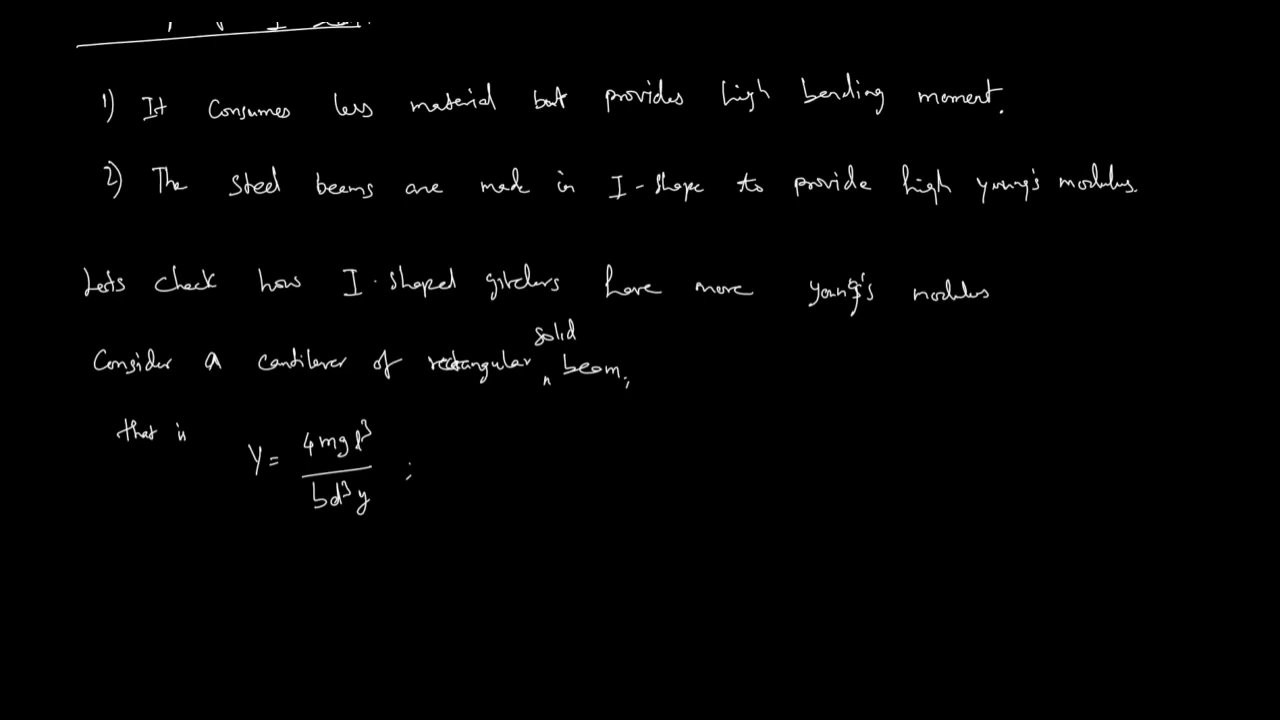 1) It consumes less material but provides high bending moment.
2) The steel beams are made in I-shape to provide high young's modulus.
Lets check how I-shaped girders have more young's modulus
Consider a cantilever of rectangular solid beam;
that is Y = 4mgl³ / bd³y ;